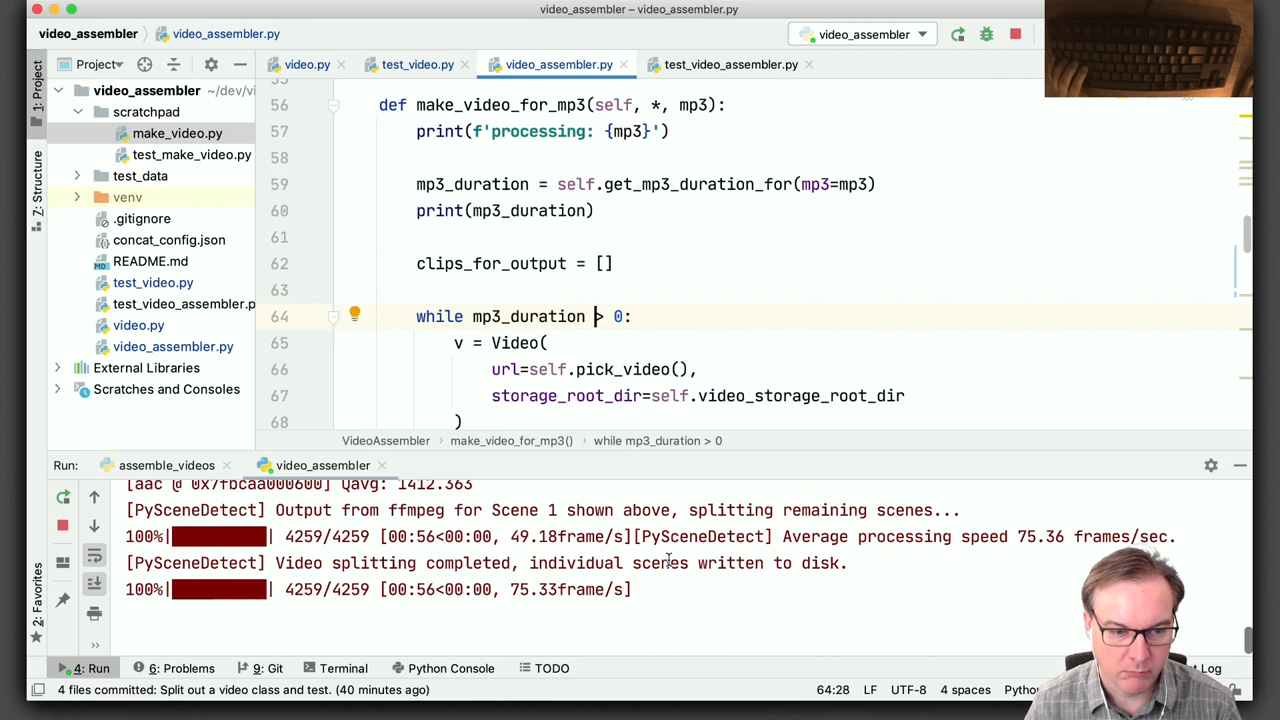 video_assembler – video_assembler.py
video_assembler
video_assembler.py
video_assembler
Project
video.py
test_video.py
video_assembler.py
test_video_assembler.py
1: Project
Z: Structure
2: Favorites
video_assembler ~/dev/vi
scratchpad
make_video.py
test_make_video.py
test_data
venv
.gitignore
concat_config.json
README.md
test_video.py
test_video_assembler.p
video.py
video_assembler.py
External Libraries
Scratches and Consoles
56 def make_video_for_mp3(self, *, mp3):
57 print(f'processing: {mp3}')
58
59 mp3_duration = self.get_mp3_duration_for(mp3=mp3)
60 print(mp3_duration)
61
62 clips_for_output = []
63
64 while mp3_duration > 0:
65 v = Video(
66 url=self.pick_video(),
67 storage_root_dir=self.video_storage_root_dir
68 )
VideoAssembler make_video_for_mp3() while mp3_duration > 0
Run: assemble_videos video_assembler
[aac @ 0x7fbcaa000600] Qavg: 1412.363
[PySceneDetect] Output from ffmpeg for Scene 1 shown above, splitting remaining scenes...
100%| | 4259/4259 [00:56<00:00, 49.18frame/s][PySceneDetect] Average processing speed 75.36 frames/sec.
[PySceneDetect] Video splitting completed, individual scenes written to disk.
100%| | 4259/4259 [00:56<00:00, 75.33frame/s]
4: Run 6: Problems 9: Git Terminal Python Console TODO t Log
4 files committed: Split out a video class and test. (40 minutes ago) 64:28 LF UTF-8 4 spaces Pytho